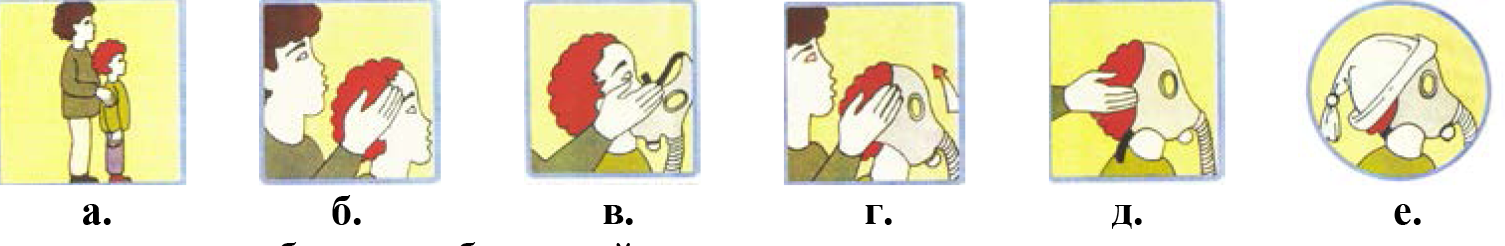 а. б. в. г. д. е.